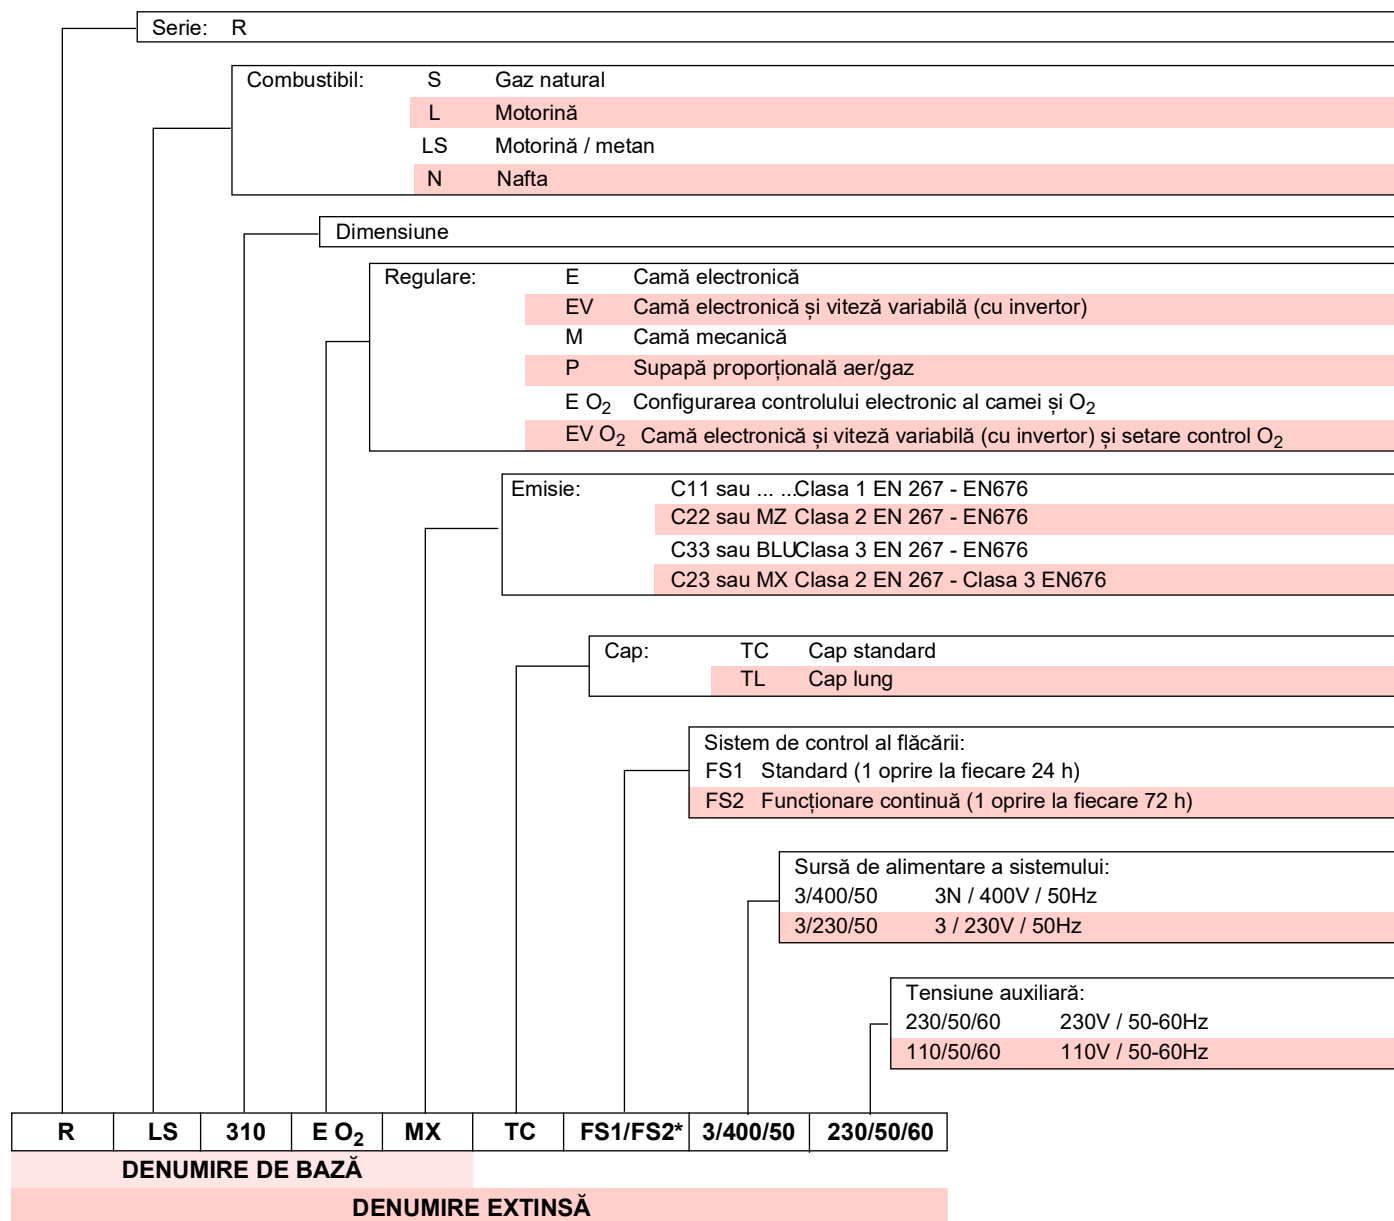 Serie: R
Combustibil: S Gaz natural
L Motorină
LS Motorină / metan
N Nafta
Dimensiune
Regulare: E Camă electronică
EV Camă electronică și viteză variabilă (cu invertor)
M Camă mecanică
P Supapă proporțională aer/gaz
E O2 Configurarea controlului electronic al camei și O2
EV O2 Camă electronică și viteză variabilă (cu invertor) și setare control O2
Emisie: C11 sau ... ...Clasa 1 EN 267 - EN676
C22 sau MZ Clasa 2 EN 267 - EN676
C33 sau BLUClasa 3 EN 267 - EN676
C23 sau MX Clasa 2 EN 267 - Clasa 3 EN676
Cap: TC Cap standard
TL Cap lung
Sistem de control al flăcării:
FS1 Standard (1 oprire la fiecare 24 h)
FS2 Funcționare continuă (1 oprire la fiecare 72 h)
Sursă de alimentare a sistemului:
3/400/50 3N / 400V / 50Hz
3/230/50 3 / 230V / 50Hz
Tensiune auxiliară:
230/50/60 230V / 50-60Hz
110/50/60 110V / 50-60Hz
R LS 310 E O2 MX TC FS1/FS2* 3/400/50 230/50/60
DENUMIRE DE BAZĂ
DENUMIRE EXTINSĂ